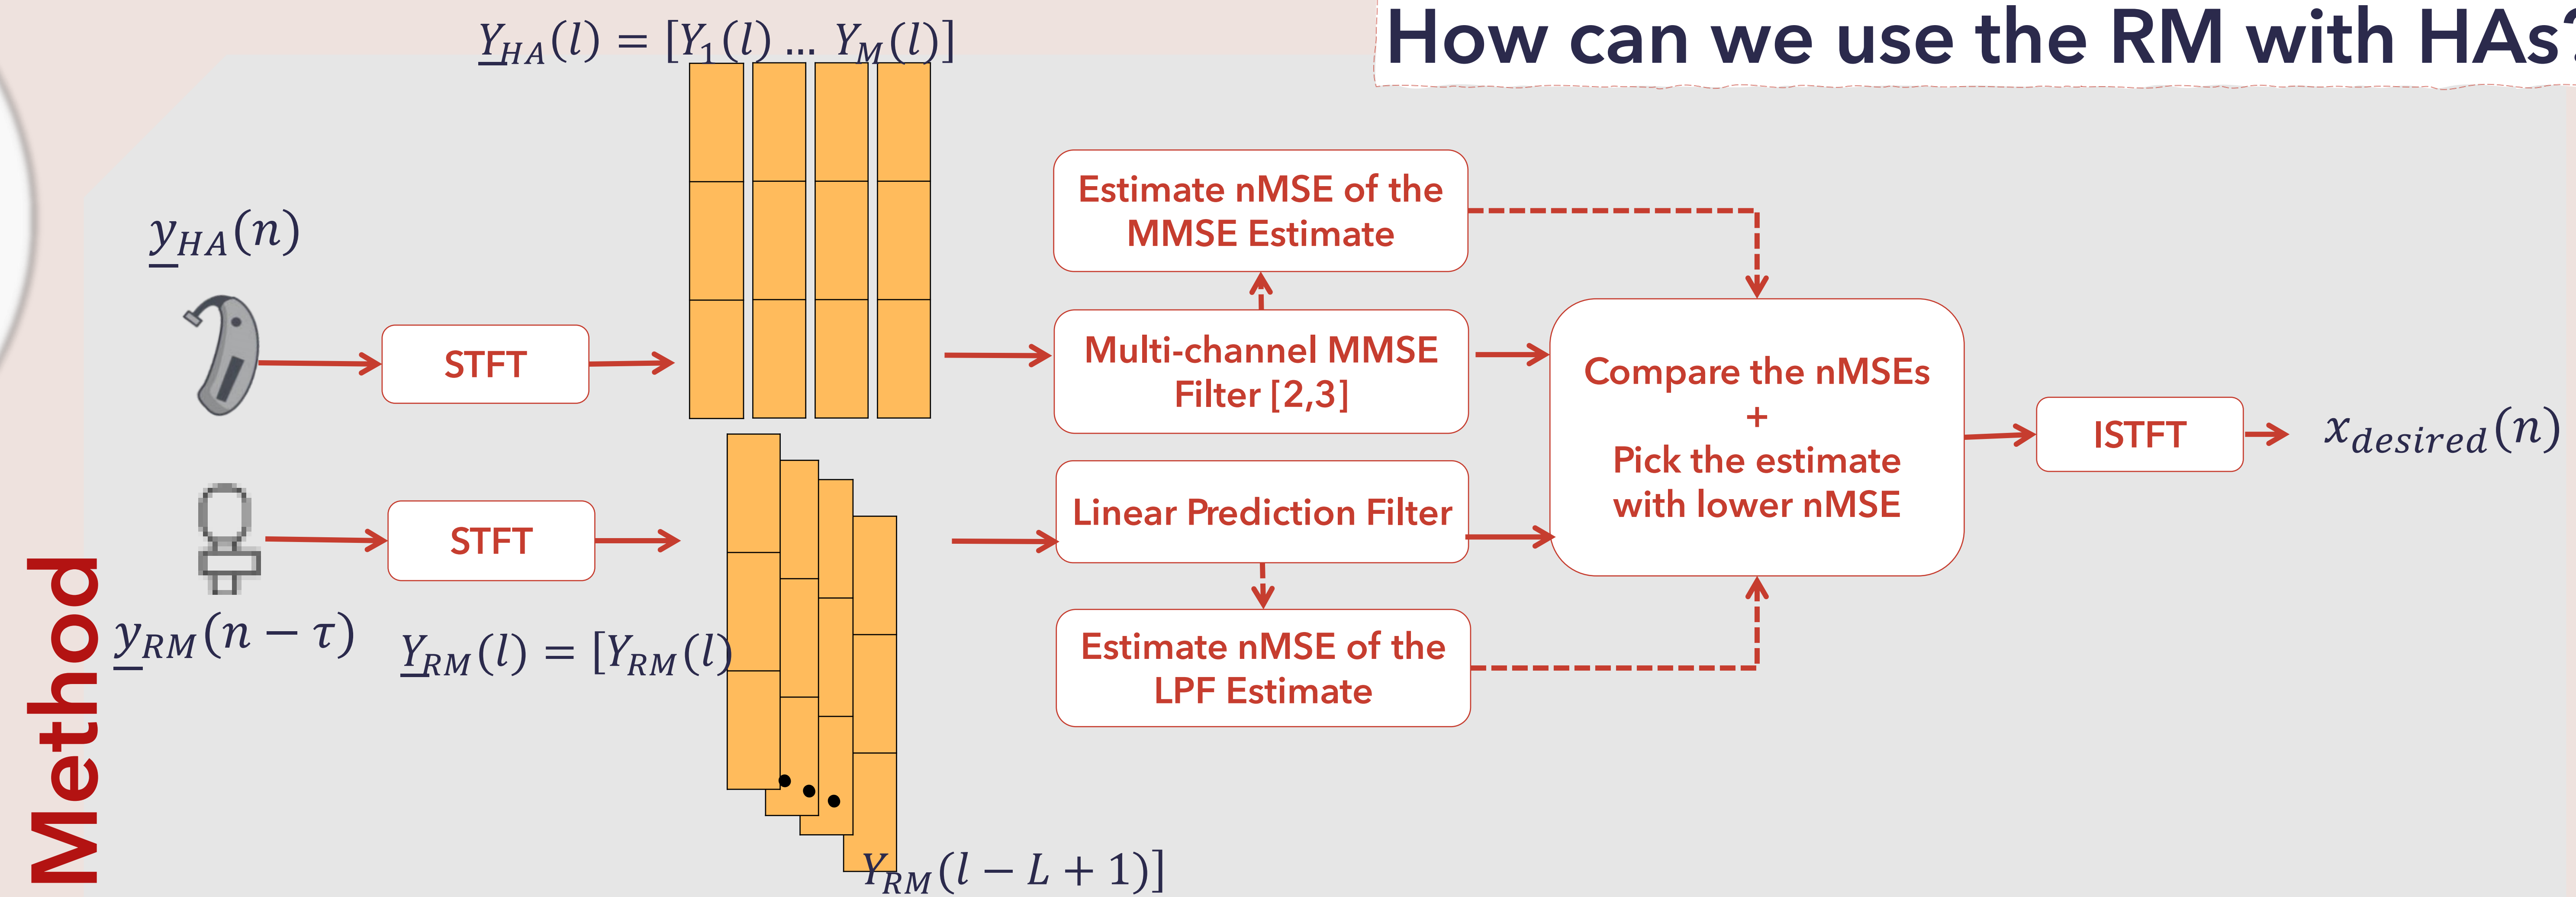 How can we use the RM with HAs?
Method
Y_HA(l) = [Y_1(l) ... Y_M(l)]
y_HA(n)
STFT
y_RM(n − τ)
STFT
Y_RM(l) = [Y_RM(l)
Y_RM(l − L + 1)]
Estimate nMSE of the
MMSE Estimate
Multi-channel MMSE
Filter [2,3]
Linear Prediction Filter
Estimate nMSE of the
LPF Estimate
Compare the nMSEs
+
Pick the estimate
with lower nMSE
ISTFT
x_desired(n)